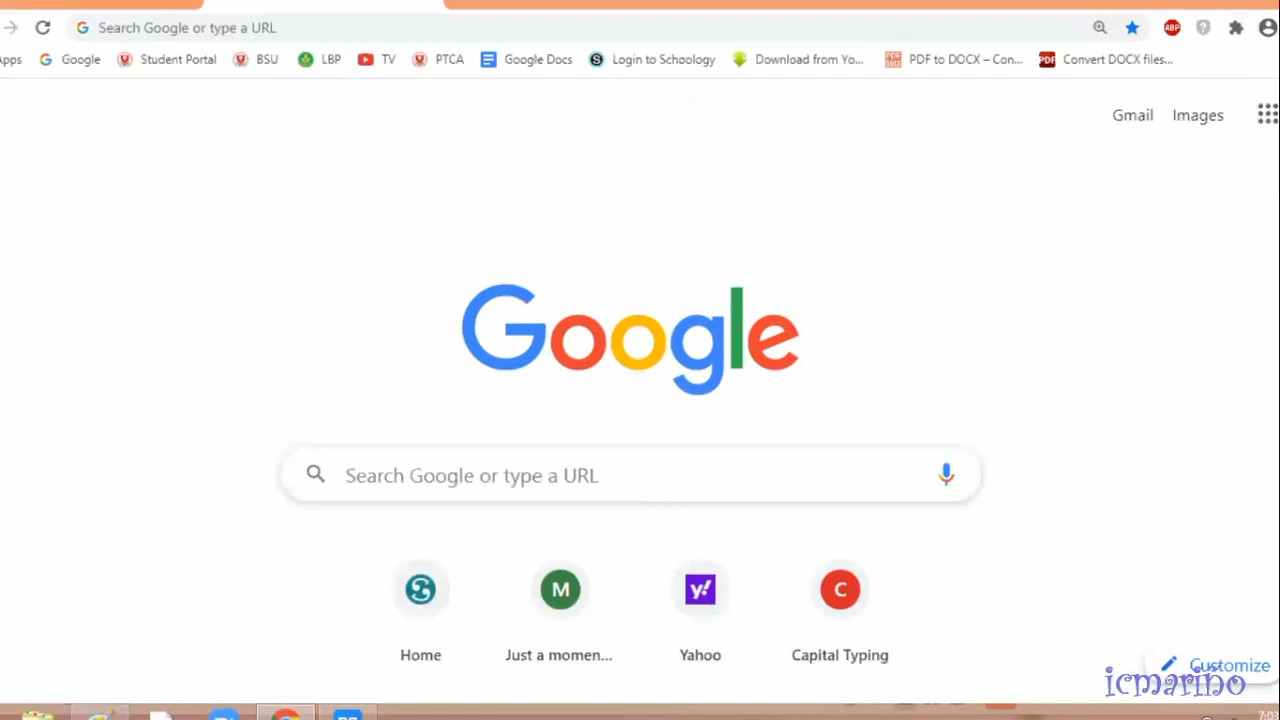 Search Google or type a URL
ABP
Apps Google Student Portal BSU LBP TV PTCA Google Docs S Login to Schoology Download from Yo... PDF to DOCX – Con... PDF Convert DOCX files...
Gmail Images
Google
Search Google or type a URL
M y! C
Home Just a momen... Yahoo Capital Typing
Customize
icmarino